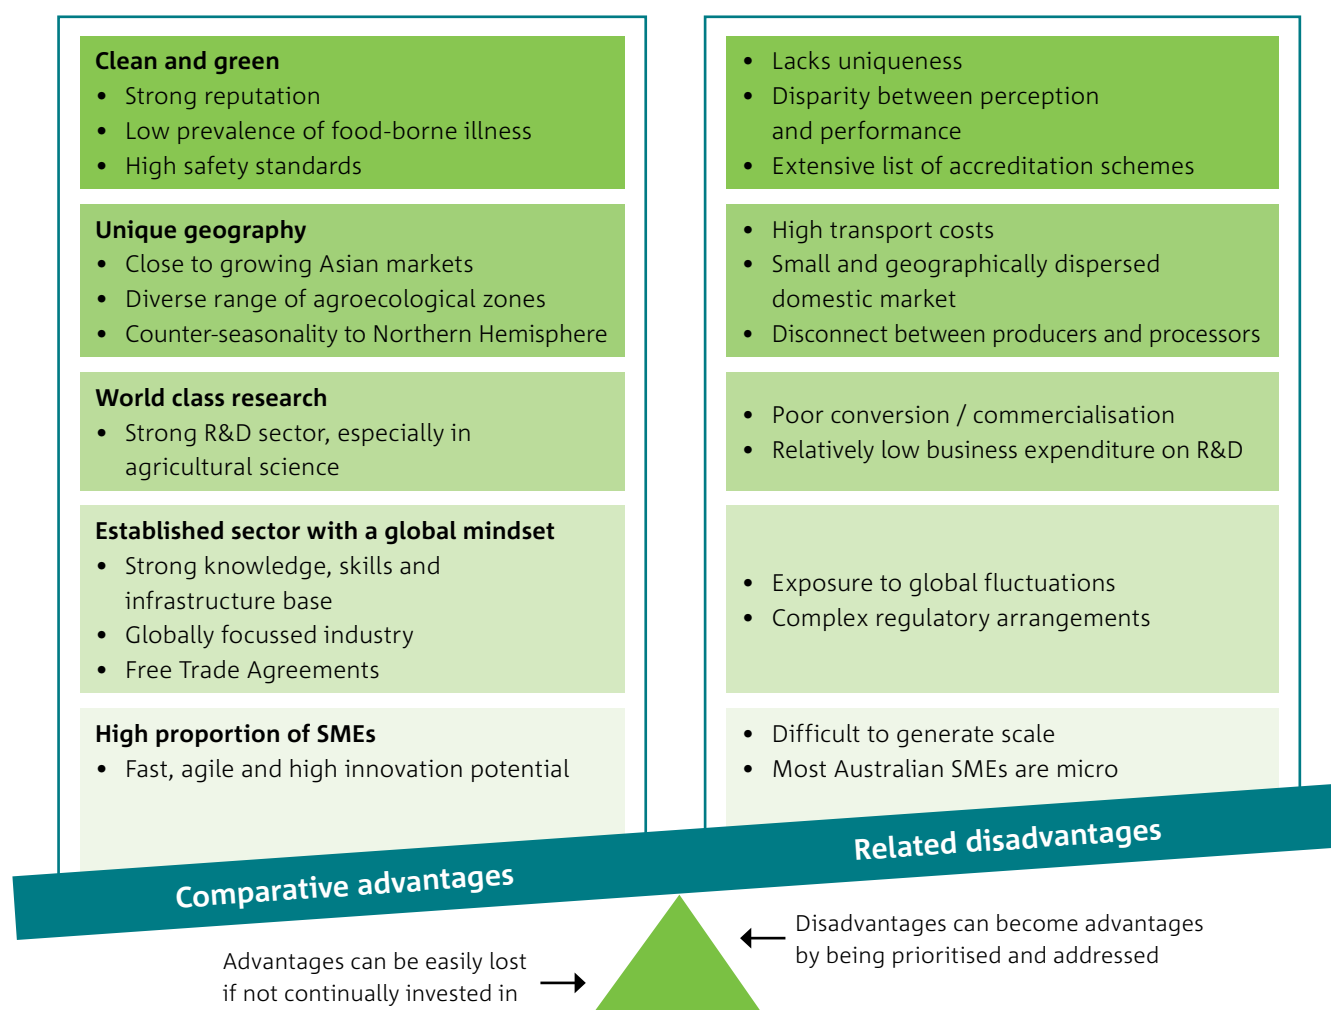 Clean and green
• Strong reputation
• Low prevalence of food-borne illness
• High safety standards
• Lacks uniqueness
• Disparity between perception
and performance
• Extensive list of accreditation schemes
Unique geography
• Close to growing Asian markets
• Diverse range of agroecological zones
• Counter-seasonality to Northern Hemisphere
• High transport costs
• Small and geographically dispersed
domestic market
• Disconnect between producers and processors
World class research
• Strong R&D sector, especially in
agricultural science
• Poor conversion / commercialisation
• Relatively low business expenditure on R&D
Established sector with a global mindset
• Strong knowledge, skills and
infrastructure base
• Globally focussed industry
• Free Trade Agreements
• Exposure to global fluctuations
• Complex regulatory arrangements
High proportion of SMEs
• Fast, agile and high innovation potential
• Difficult to generate scale
• Most Australian SMEs are micro
Comparative advantages
Related disadvantages
Advantages can be easily lost
if not continually invested in
Disadvantages can become advantages
by being prioritised and addressed